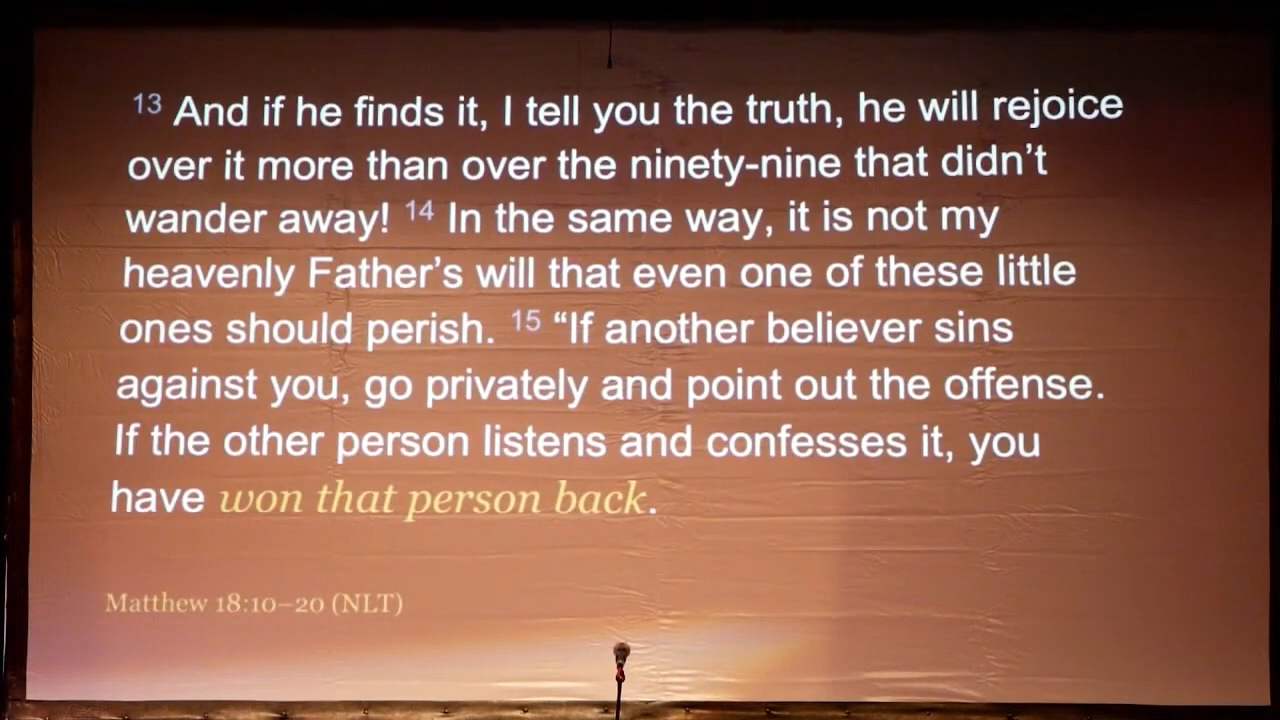 13 And if he finds it, I tell you the truth, he will rejoice
over it more than over the ninety-nine that didn’t
wander away! 14 In the same way, it is not my
heavenly Father’s will that even one of these little
ones should perish. 15 “If another believer sins
against you, go privately and point out the offense.
If the other person listens and confesses it, you
have won that person back.
Matthew 18:10–20 (NLT)